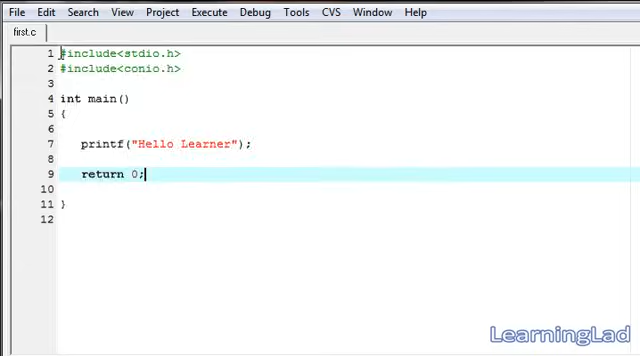 File Edit Search View Project Execute Debug Tools CVS Window Help
first.c
1 #include<stdio.h>
2 #include<conio.h>
3
4 int main()
5 {
6
7 printf("Hello Learner");
8
9 return 0;
10
11 }
12
LearningLad